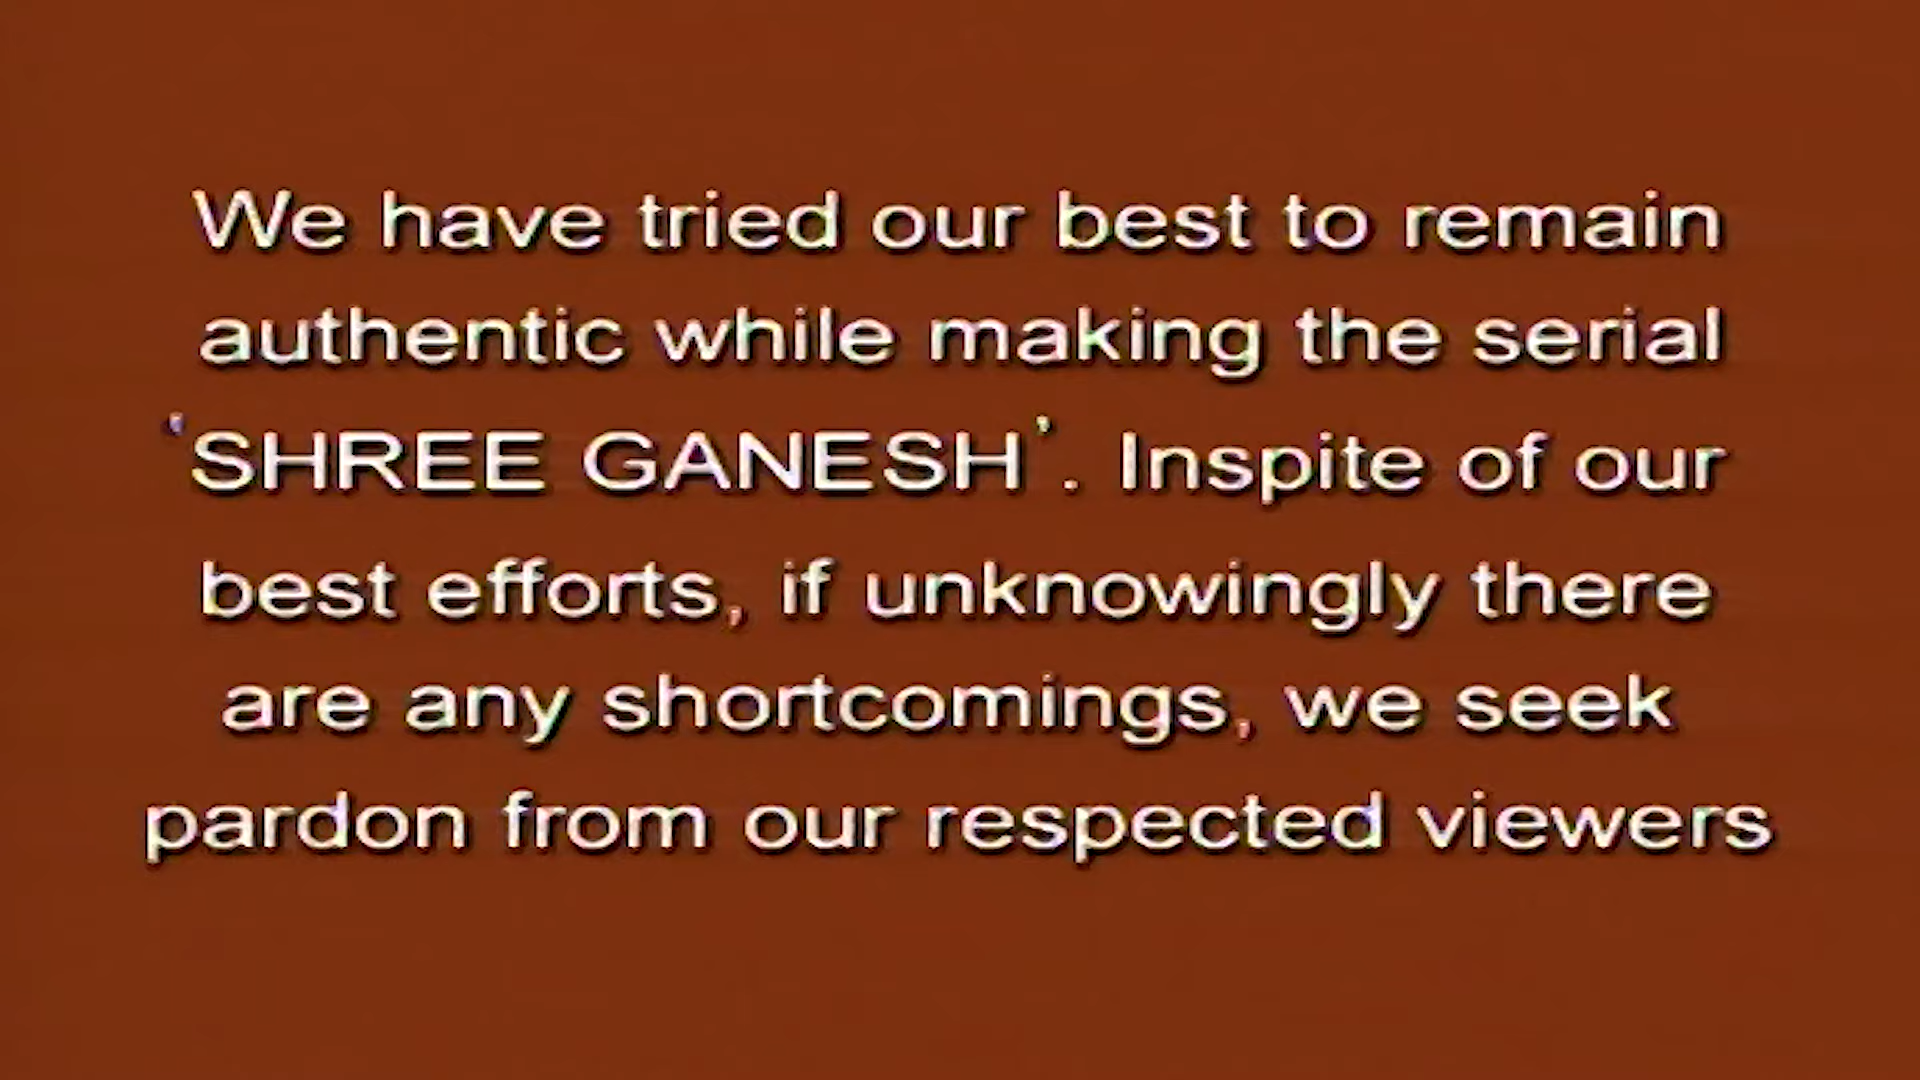 We have tried our best to remain
authentic while making the serial
'SHREE GANESH'. Inspite of our
best efforts, if unknowingly there
are any shortcomings, we seek
pardon from our respected viewers